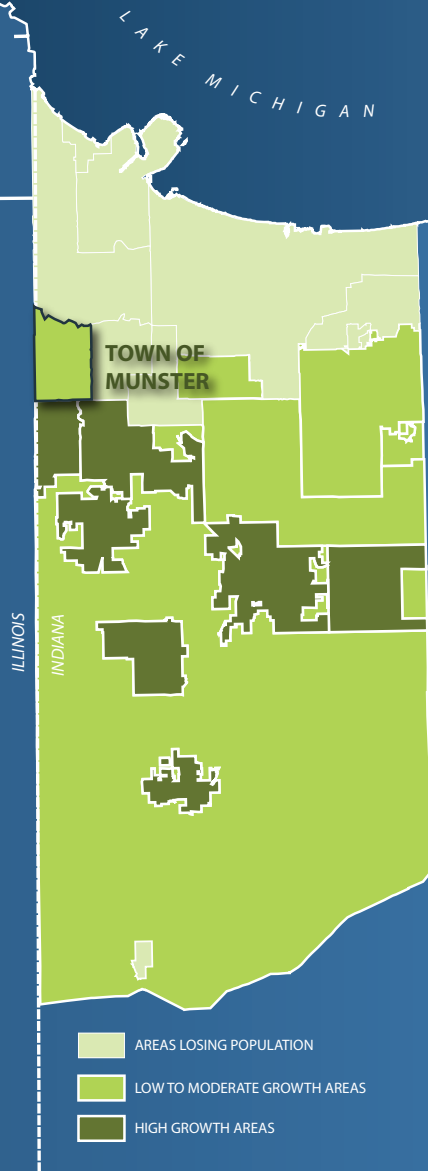 LAKE MICHIGAN
TOWN OF
MUNSTER
ILLINOIS
INDIANA
AREAS LOSING POPULATION
LOW TO MODERATE GROWTH AREAS
HIGH GROWTH AREAS